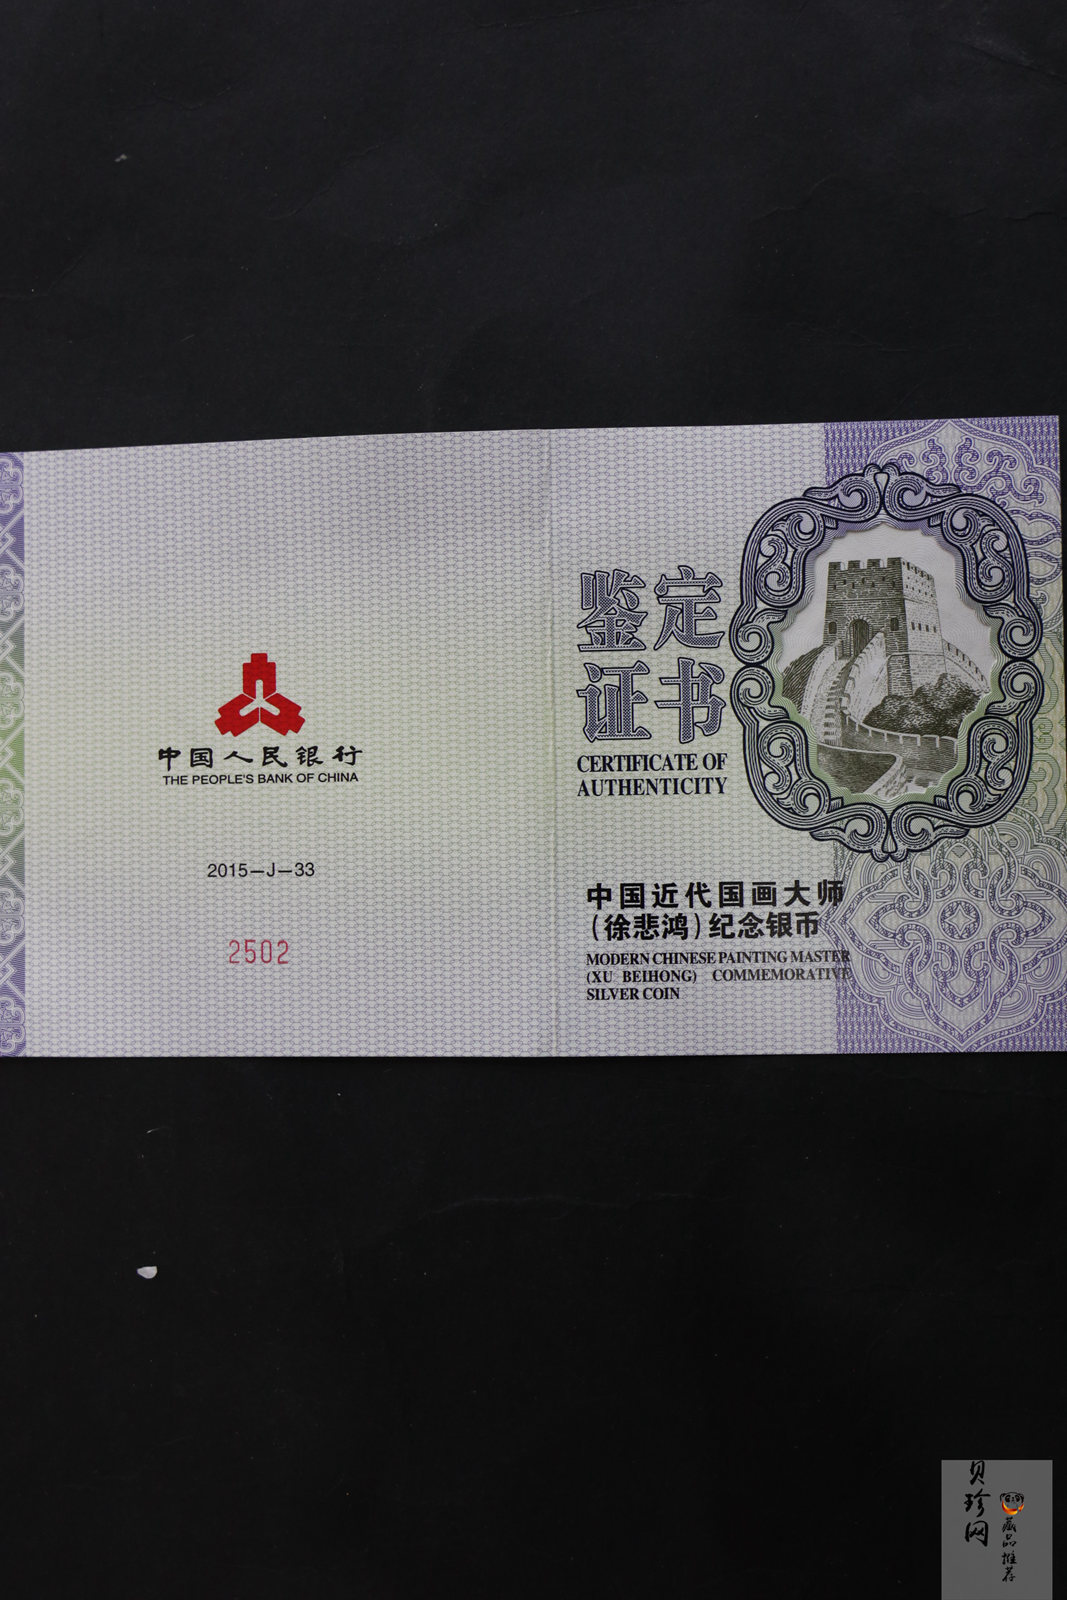 中国人民银行
THE PEOPLE'S BANK OF CHINA
2015—J—33
2502
鉴定
证书
CERTIFICATE OF
AUTHENTICITY
中国近代国画大师
（徐悲鸿）纪念银币
MODERN CHINESE PAINTING MASTER
(XU BEIHONG) COMMEMORATIVE
SILVER COIN
贝珍网
藏品推荐